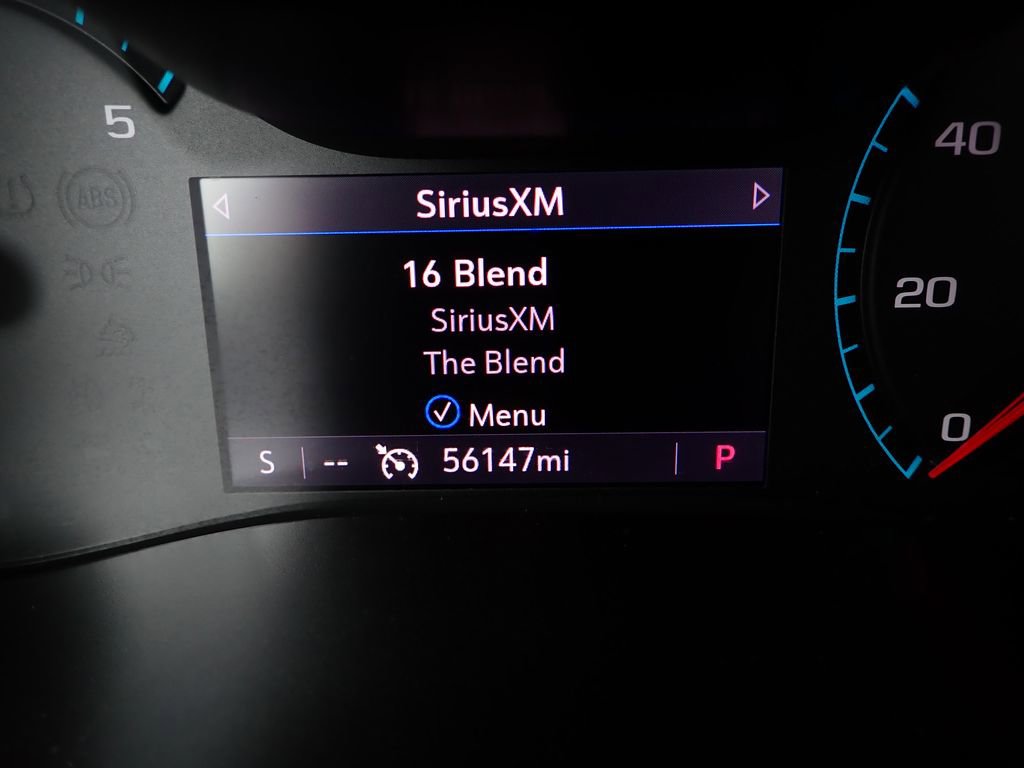 5
ABS
SiriusXM
16 Blend
SiriusXM
The Blend
Menu
S -- 56147mi P
40
20
0